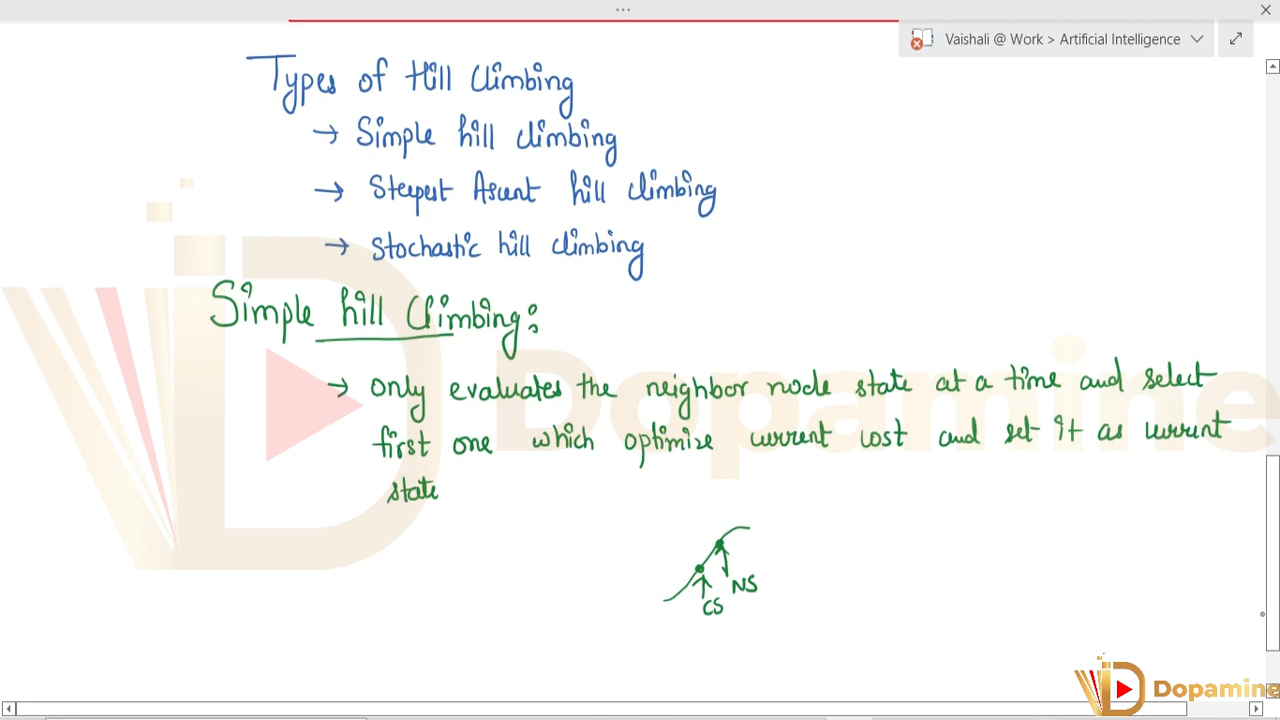 Vaishali @ Work > Artificial Intelligence
Types of Hill Climbing
→ Simple hill climbing
→ Steepest Ascent hill climbing
→ Stochastic hill climbing
Simple hill Climbing:
→ only evaluates the neighbor node state at a time and select
first one which optimize current cost and set it as current
state
NS
CS
Dopamine
Dopamine